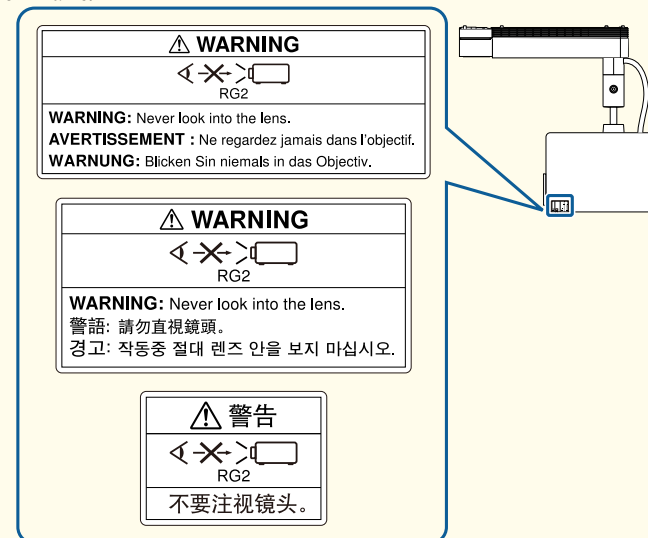 WARNING
RG2
WARNING: Never look into the lens.
AVERTISSEMENT : Ne regardez jamais dans l'objectif.
WARNUNG: Blicken Sin niemals in das Objectiv.
WARNING
RG2
WARNING: Never look into the lens.
警語: 請勿直視鏡頭。
경고: 작동중 절대 렌즈 안을 보지 마십시오.
警告
RG2
不要注视镜头。